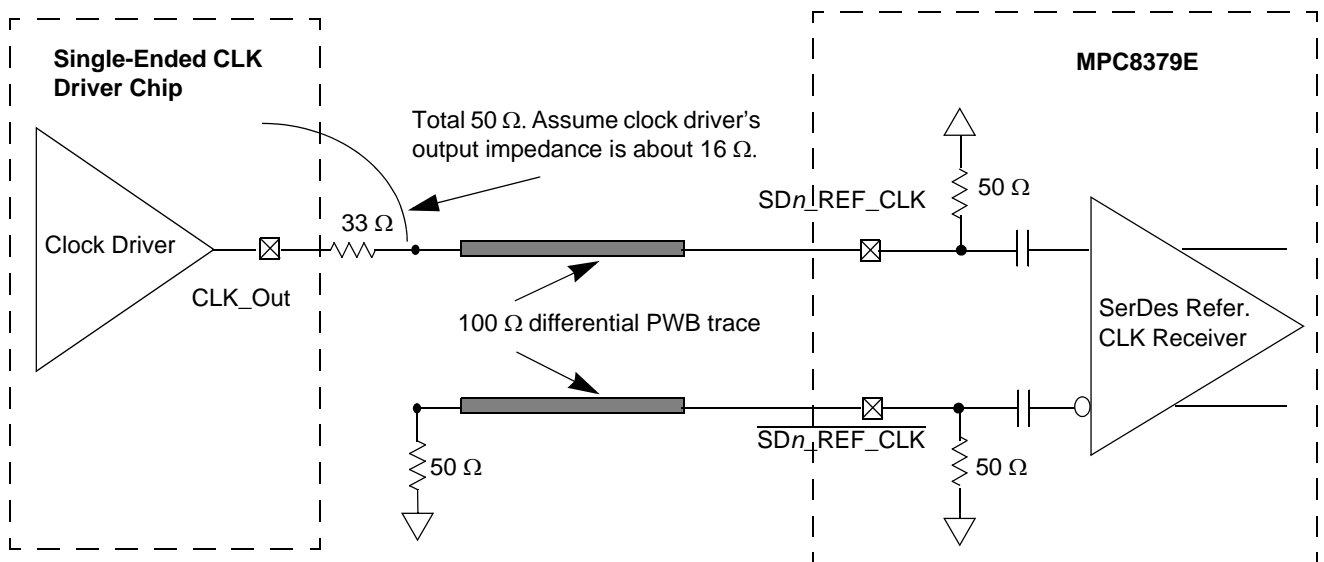 Single-Ended CLK
Driver Chip
MPC8379E
Total 50 Ω. Assume clock driver's
output impedance is about 16 Ω.
SDn_REF_CLK
50 Ω
33 Ω
Clock Driver
CLK_Out
100 Ω differential PWB trace
SerDes Refer.
CLK Receiver
SDn_REF_CLK
50 Ω
50 Ω